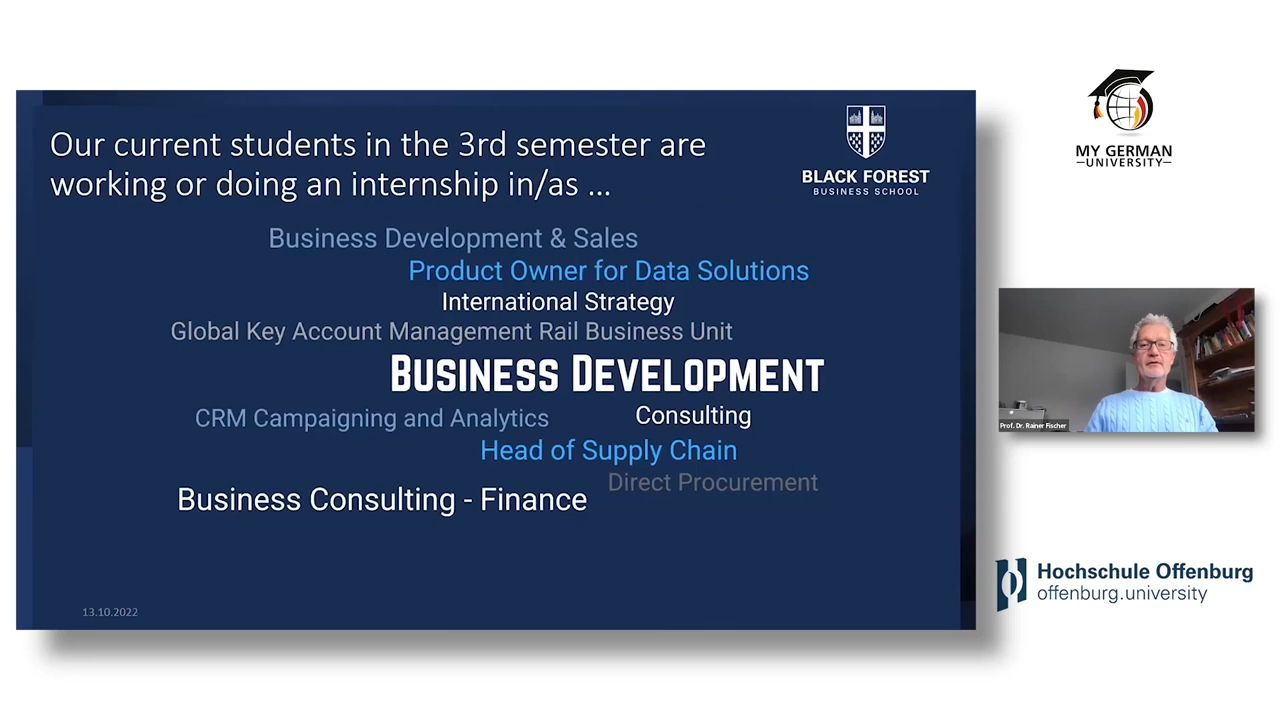 Our current students in the 3rd semester are
working or doing an internship in/as ...
BLACK FOREST
BUSINESS SCHOOL
Business Development & Sales
Product Owner for Data Solutions
International Strategy
Global Key Account Management Rail Business Unit
BUSINESS DEVELOPMENT
CRM Campaigning and Analytics
Consulting
Head of Supply Chain
Direct Procurement
Business Consulting - Finance
13.10.2022
MY GERMAN
UNIVERSITY
Prof. Dr. Rainer Fischer
Hochschule Offenburg
offenburg.university